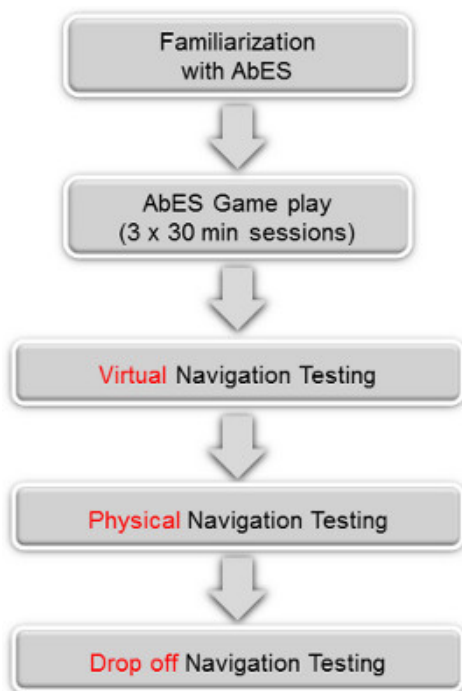 Familiarization
with AbES
AbES Game play
(3 x 30 min sessions)
Virtual Navigation Testing
Physical Navigation Testing
Drop off Navigation Testing